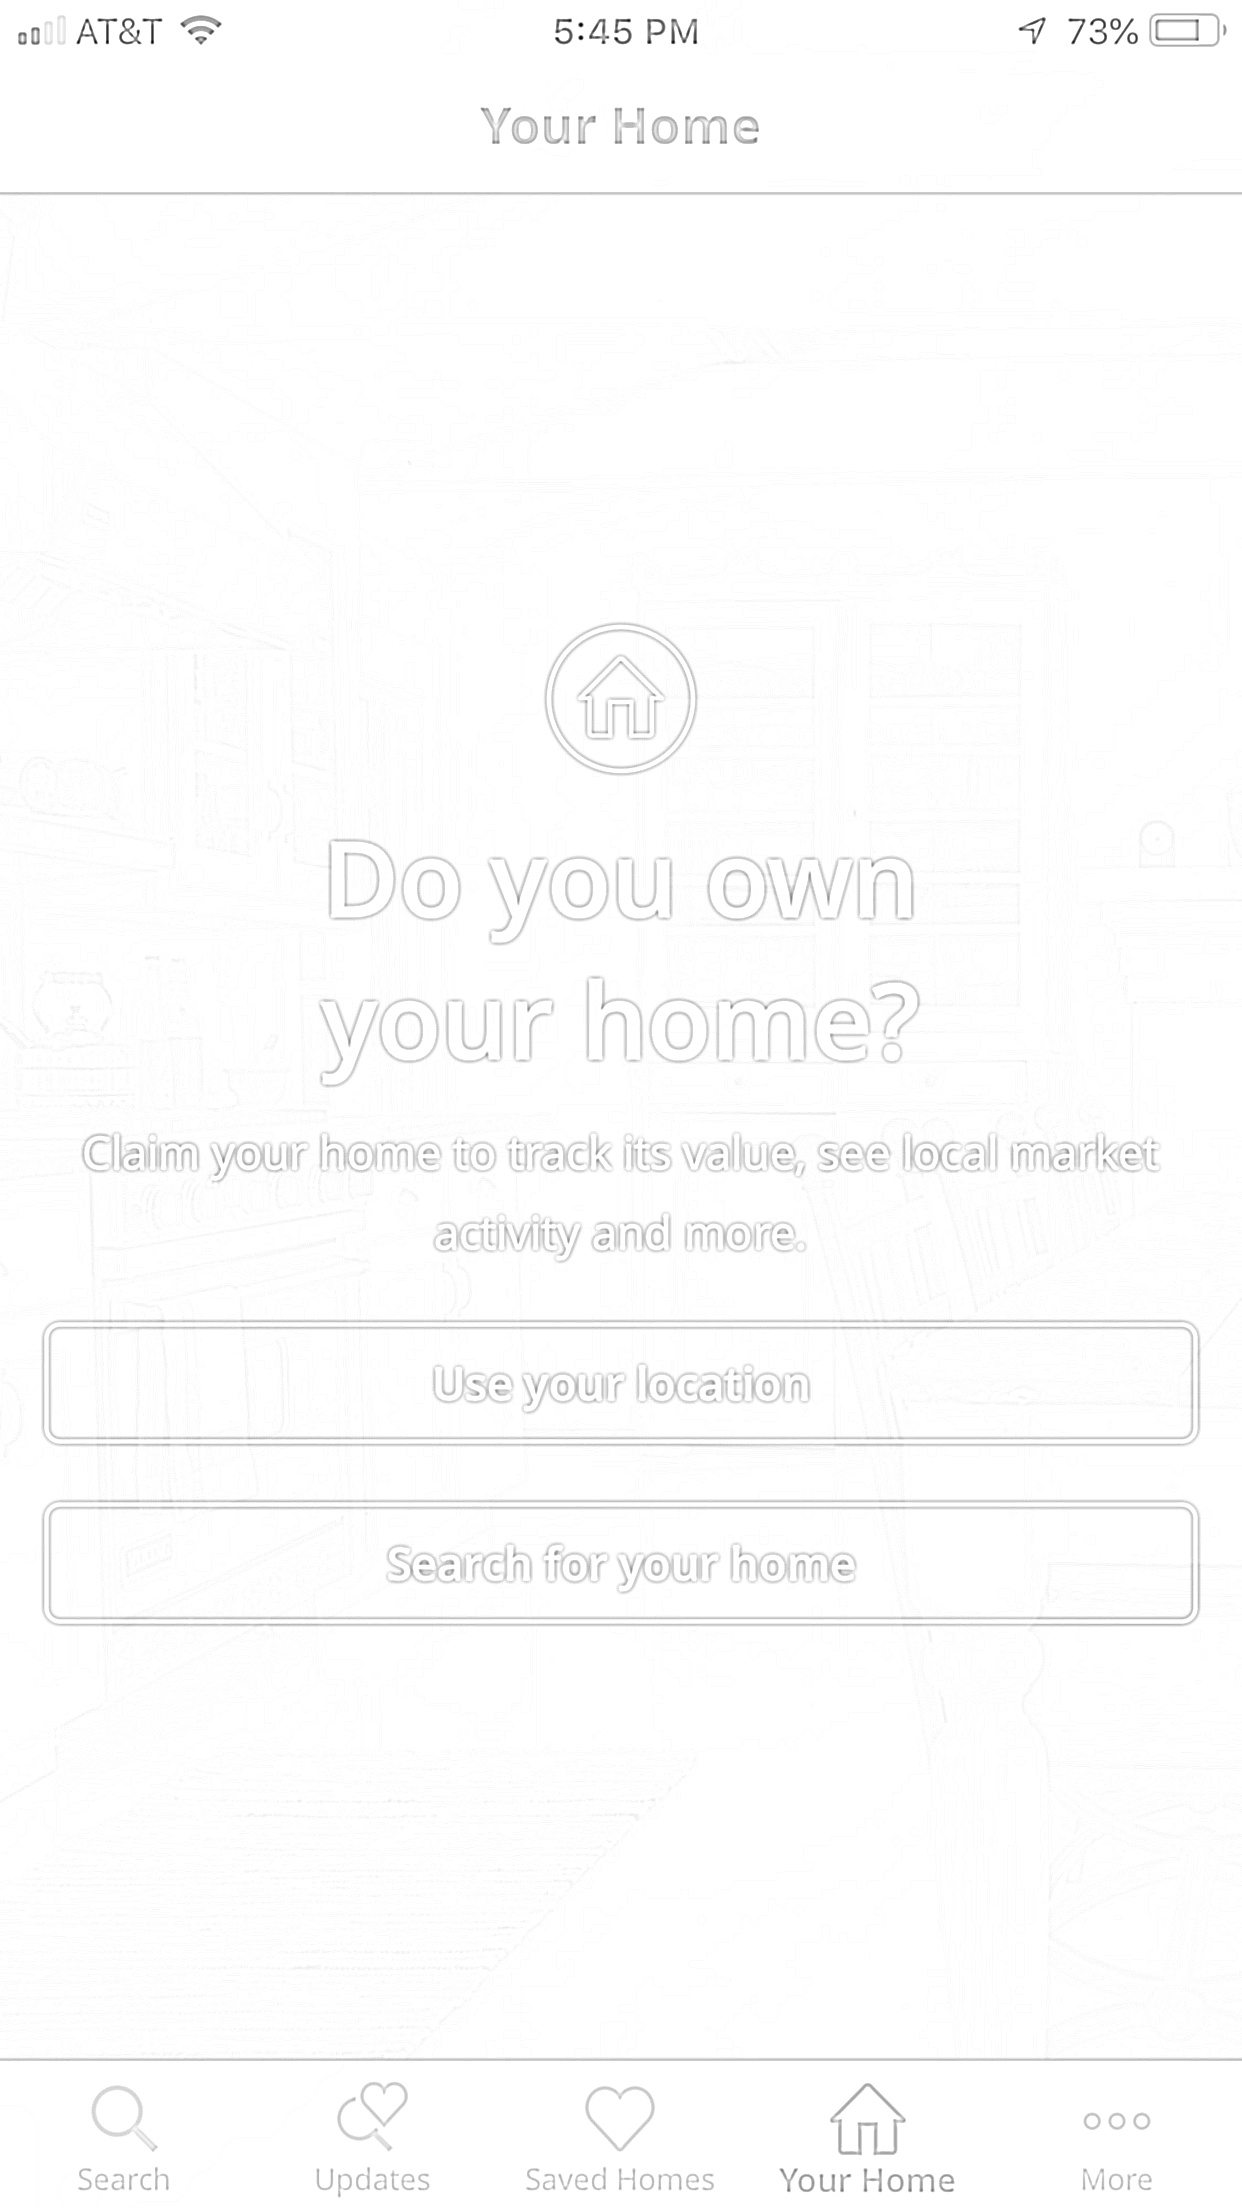 AT&T 5:45 PM 73%
Your Home
Do you own
your home?
Claim your home to track its value, see local market
activity and more.
Use your location
Search for your home
Search Updates Saved Homes Your Home More